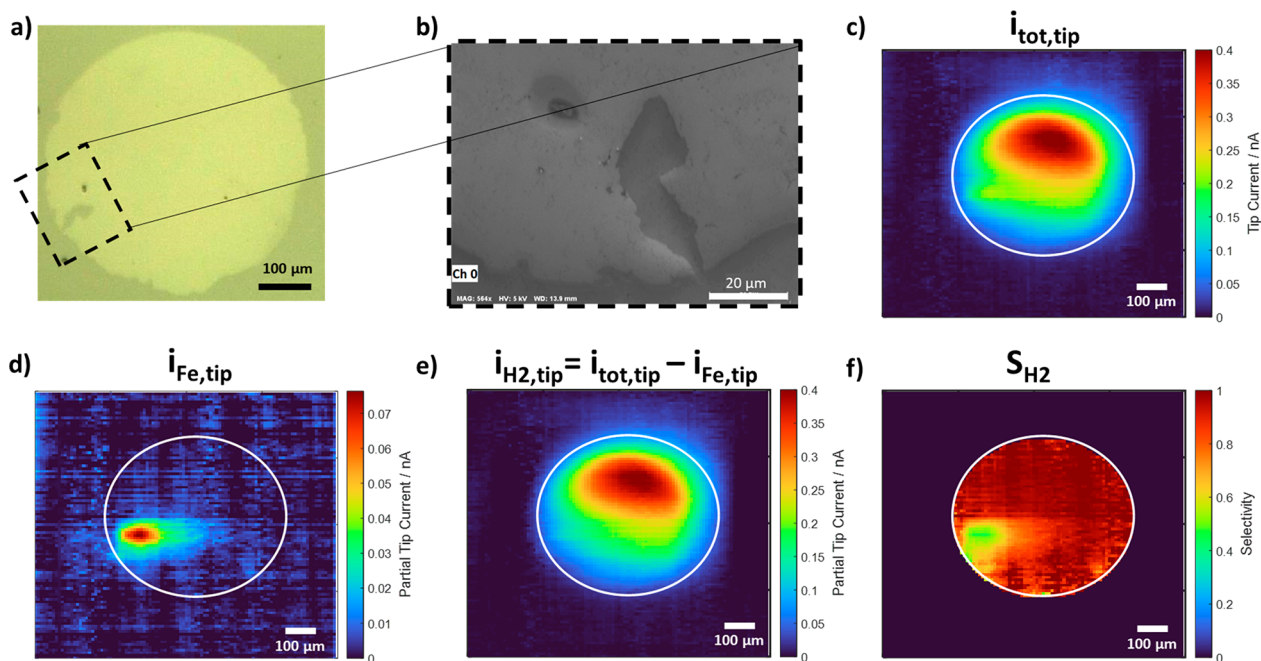 a)
100 µm
b)
Ch 0
MAG: 564x HV: 5 kV WD: 13.9 mm
20 µm
c)
i_tot,tip
0.4
0.35
0.3
0.25
0.2
0.15
0.1
0.05
0
Tip Current / nA
100 µm
d)
i_Fe,tip
0.07
0.06
0.05
0.04
0.03
0.02
0.01
0
Partial Tip Current / nA
100 µm
e)
i_H2,tip = i_tot,tip − i_Fe,tip
0.4
0.35
0.3
0.25
0.2
0.15
0.1
0.05
0
Partial Tip Current / nA
100 µm
f)
S_H2
1
0.8
0.6
0.4
0.2
0
Selectivity
100 µm